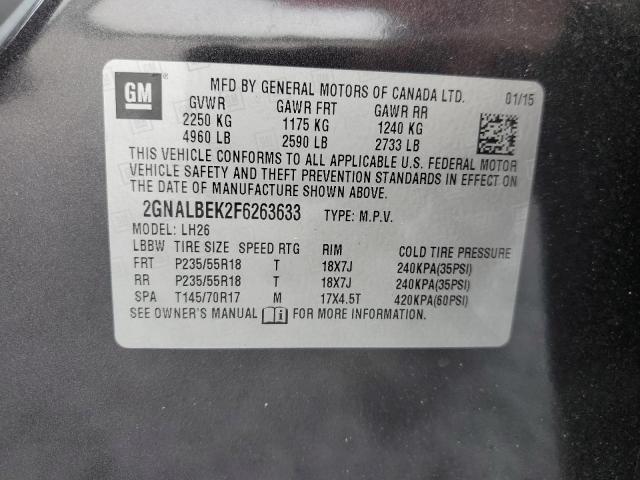 GM
MFD BY GENERAL MOTORS OF CANADA LTD. 01/15
GVWR GAWR FRT GAWR RR
2250 KG 1175 KG 1240 KG
4960 LB 2590 LB 2733 LB
THIS VEHICLE CONFORMS TO ALL APPLICABLE U.S. FEDERAL MOTOR
VEHICLE SAFETY AND THEFT PREVENTION STANDARDS IN EFFECT ON
THE DATE OF MANUFACTURE SHOWN ABOVE.
2GNALBEK2F6263633 TYPE: M.P.V.
MODEL: LH26
LBBW TIRE SIZE SPEED RTG RIM COLD TIRE PRESSURE
FRT P235/55R18 T 18X7J 240KPA(35PSI)
RR P235/55R18 T 18X7J 240KPA(35PSI)
SPA T145/70R17 M 17X4.5T 420KPA(60PSI)
SEE OWNER'S MANUAL i FOR MORE INFORMATION.